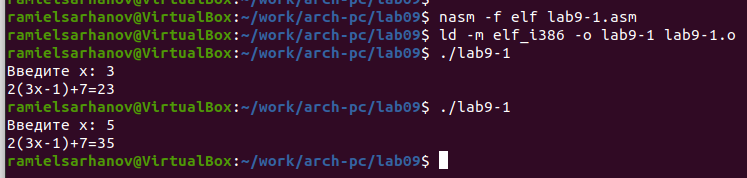 ramielsarhanov@VirtualBox:~/work/arch-pc/lab09$ nasm -f elf lab9-1.asm
ramielsarhanov@VirtualBox:~/work/arch-pc/lab09$ ld -m elf_i386 -o lab9-1 lab9-1.o
ramielsarhanov@VirtualBox:~/work/arch-pc/lab09$ ./lab9-1
Введите x: 3
2(3x-1)+7=23
ramielsarhanov@VirtualBox:~/work/arch-pc/lab09$ ./lab9-1
Введите x: 5
2(3x-1)+7=35
ramielsarhanov@VirtualBox:~/work/arch-pc/lab09$